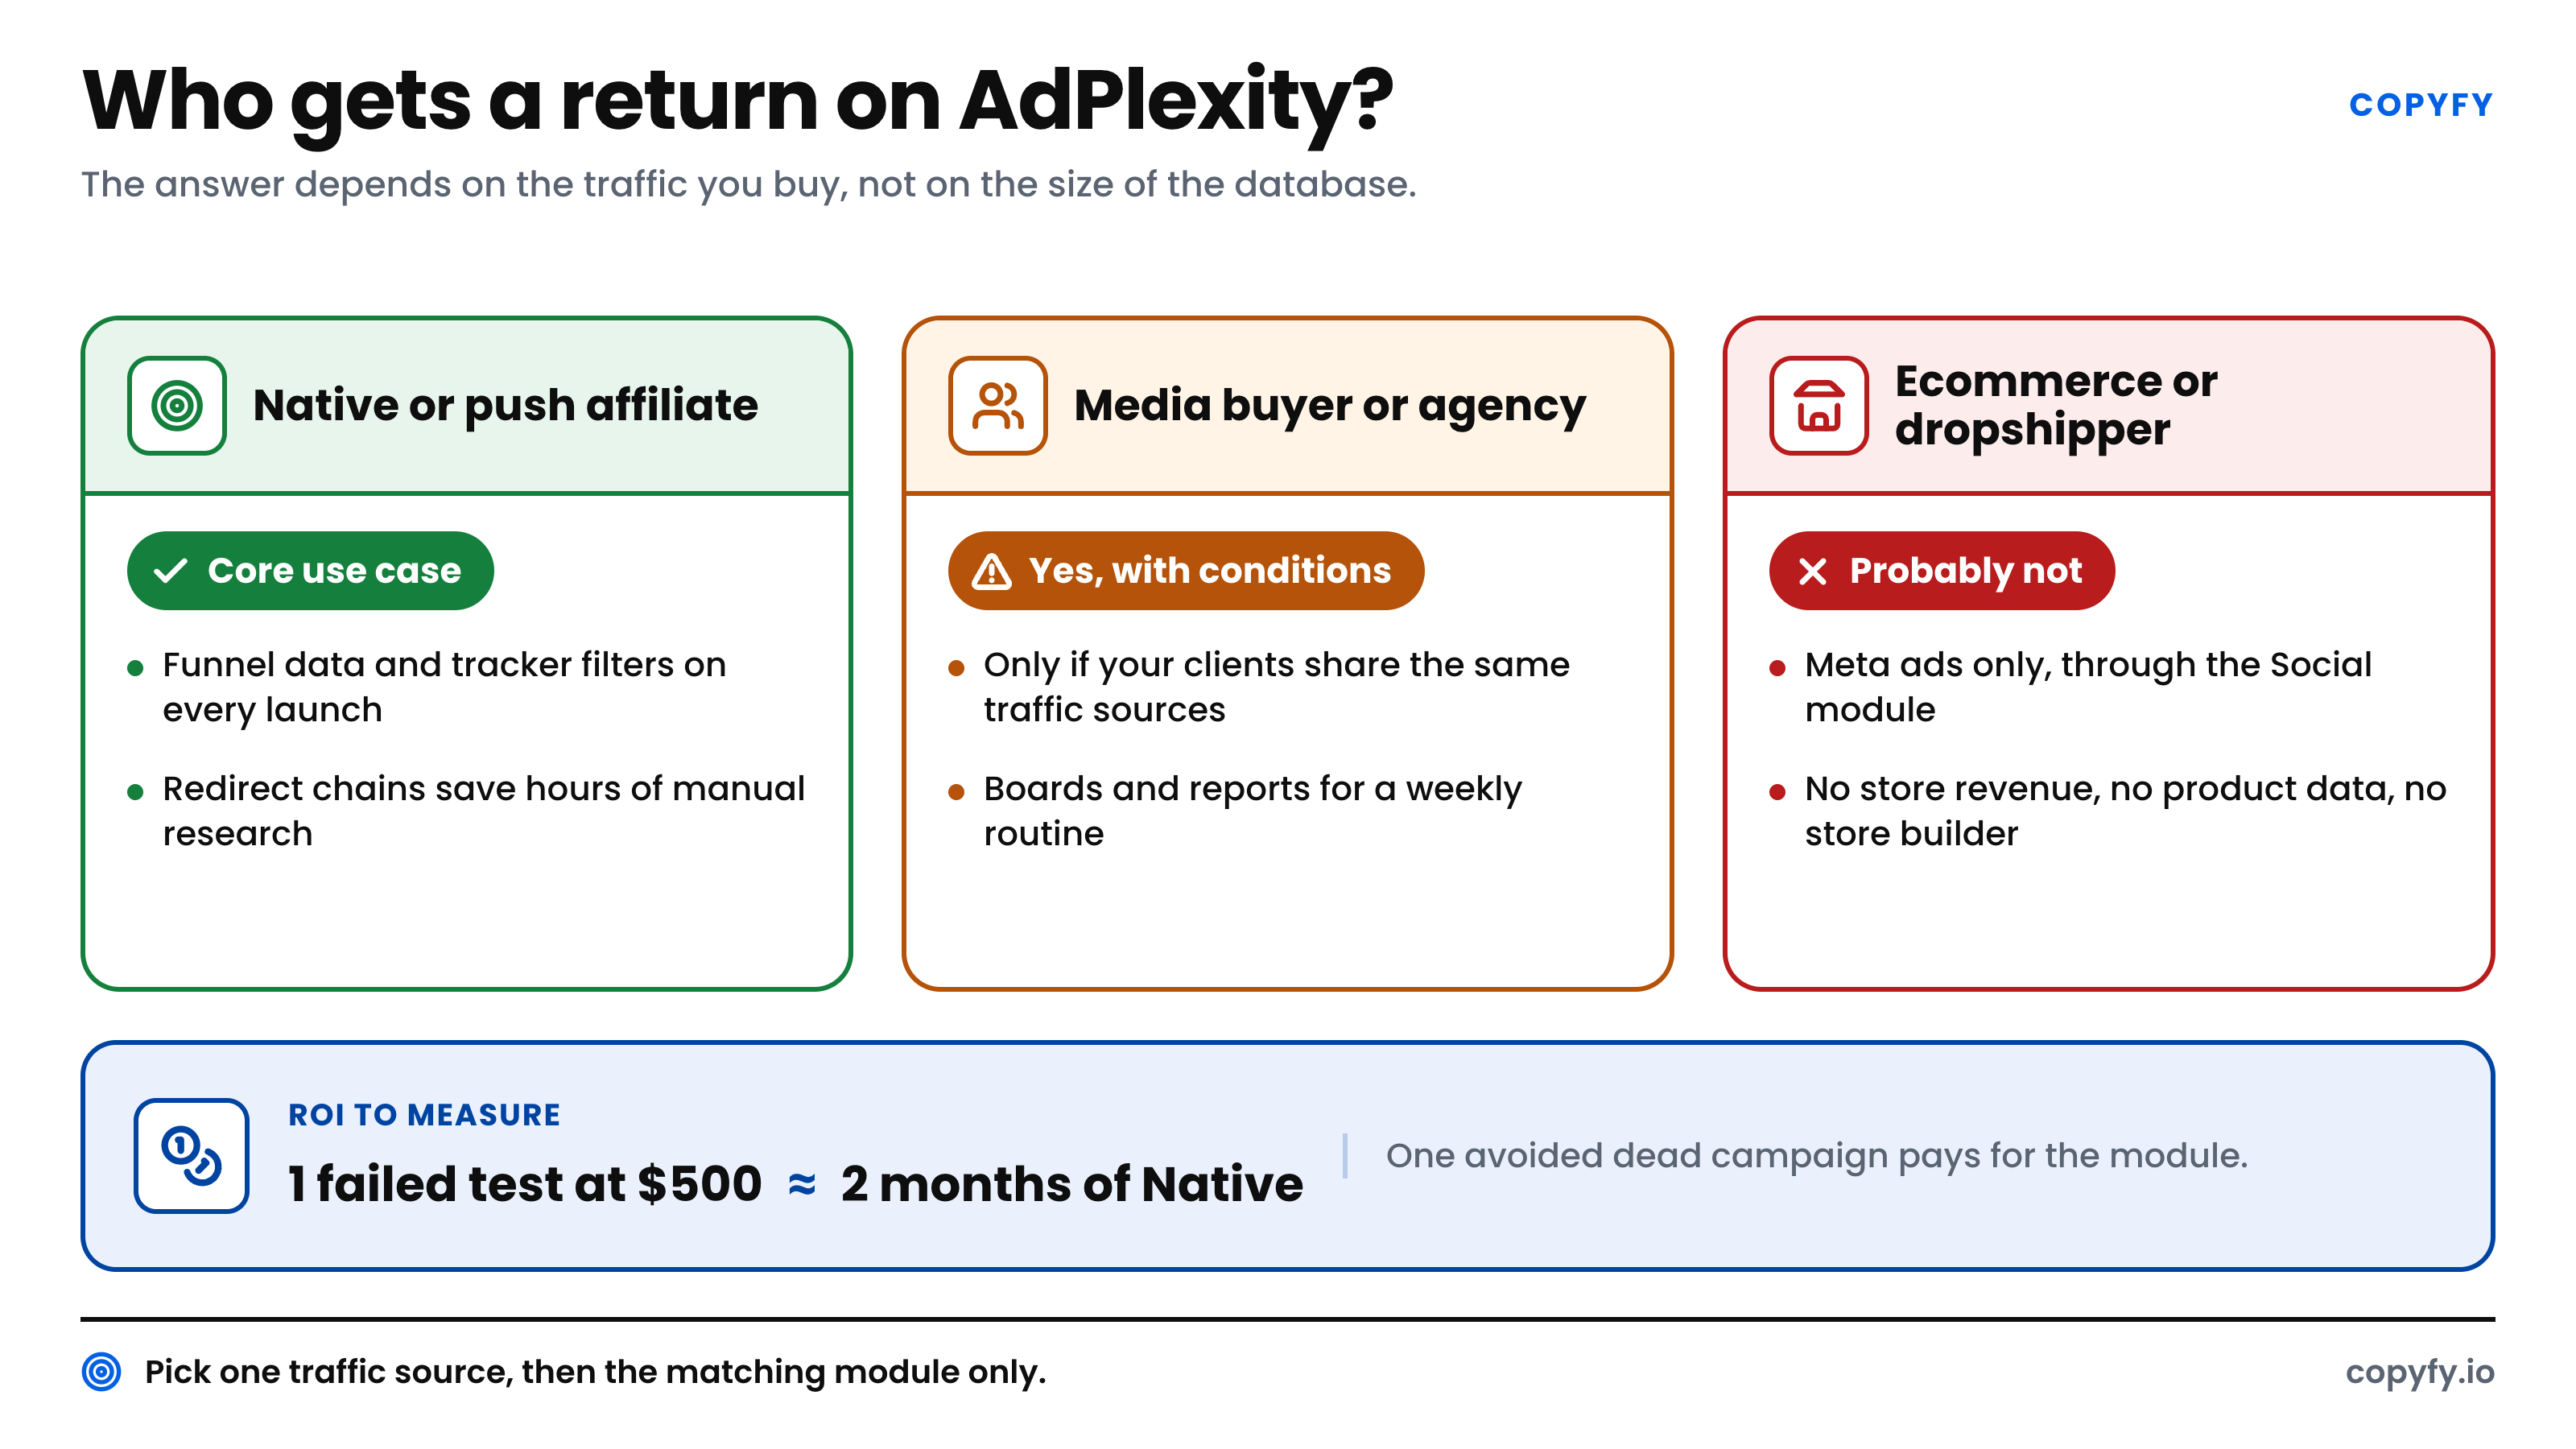 Who gets a return on AdPlexity?
COPYFY
The answer depends on the traffic you buy, not on the size of the database.
Native or push affiliate
Core use case
Funnel data and tracker filters on
every launch
Redirect chains save hours of manual
research
Media buyer or agency
Yes, with conditions
Only if your clients share the same
traffic sources
Boards and reports for a weekly
routine
Ecommerce or
dropshipper
Probably not
Meta ads only, through the Social
module
No store revenue, no product data, no
store builder
ROI TO MEASURE
1 failed test at $500 ≈ 2 months of Native
One avoided dead campaign pays for the module.
Pick one traffic source, then the matching module only.
copyfy.io